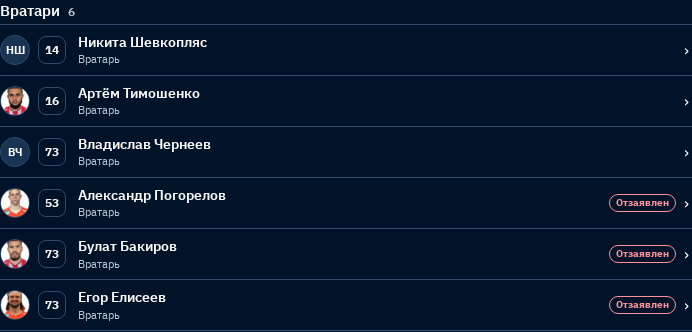 Вратари 6
НШ 14 Никита Шевкопляс
Вратарь
16 Артём Тимошенко
Вратарь
ВЧ 73 Владислав Чернеев
Вратарь
53 Александр Погорелов Отзаявлен
Вратарь
73 Булат Бакиров Отзаявлен
Вратарь
73 Егор Елисеев Отзаявлен
Вратарь